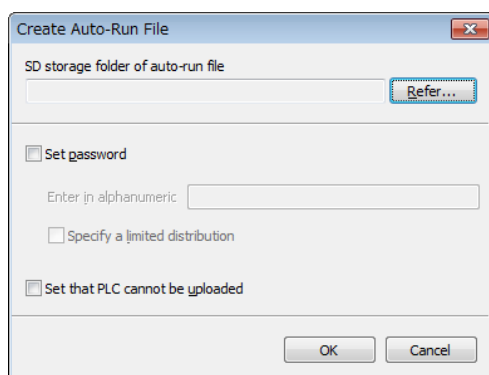 Create Auto-Run File
SD storage folder of auto-run file
Refer...
Set password
Enter in alphanumeric
Specify a limited distribution
Set that PLC cannot be uploaded
OK Cancel